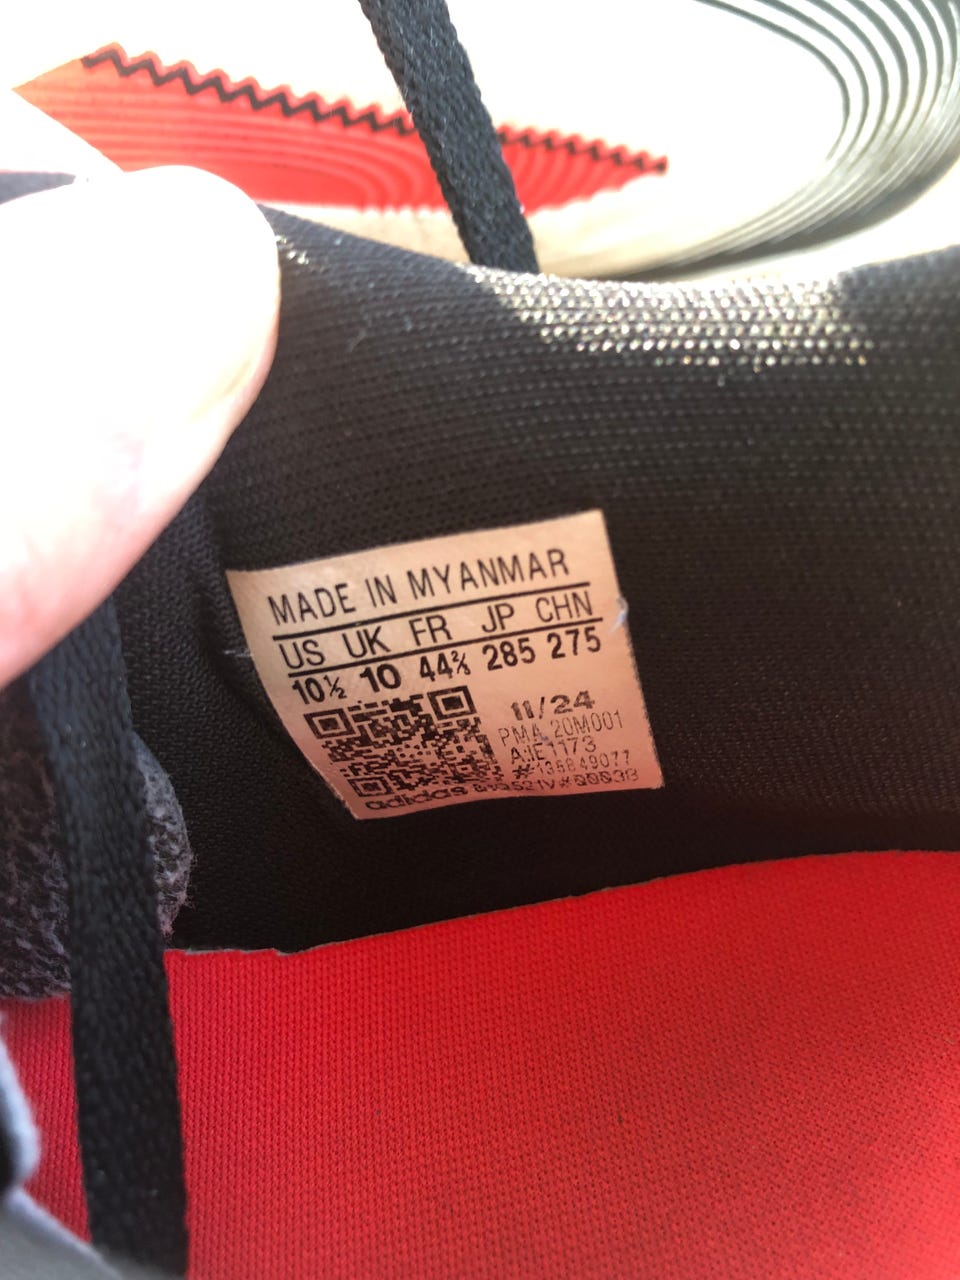 MADE IN MYANMAR
US UK FR JP CHN
10½ 10 44⅔ 285 275
11/24
PMA 20M001
A:IE1173
#135849077
adidas